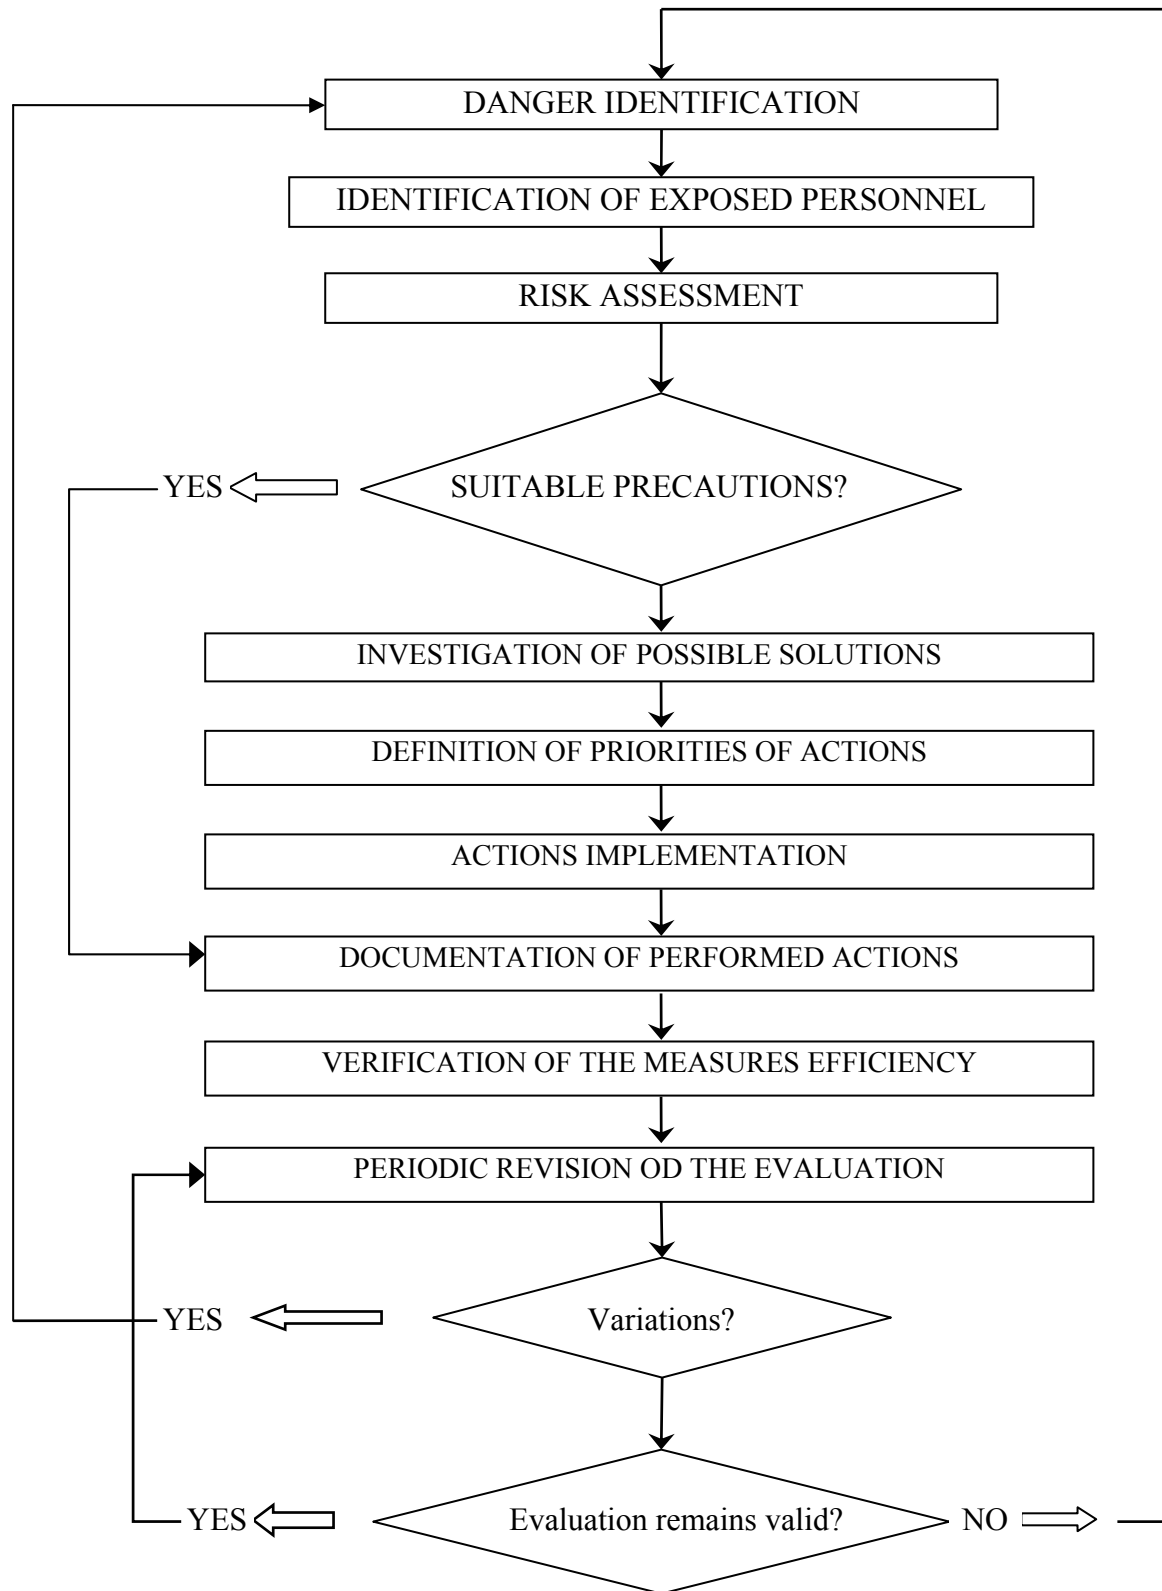 DANGER IDENTIFICATION
IDENTIFICATION OF EXPOSED PERSONNEL
RISK ASSESSMENT
YES
SUITABLE PRECAUTIONS?
INVESTIGATION OF POSSIBLE SOLUTIONS
DEFINITION OF PRIORITIES OF ACTIONS
ACTIONS IMPLEMENTATION
DOCUMENTATION OF PERFORMED ACTIONS
VERIFICATION OF THE MEASURES EFFICIENCY
PERIODIC REVISION OD THE EVALUATION
YES
Variations?
YES
Evaluation remains valid?
NO